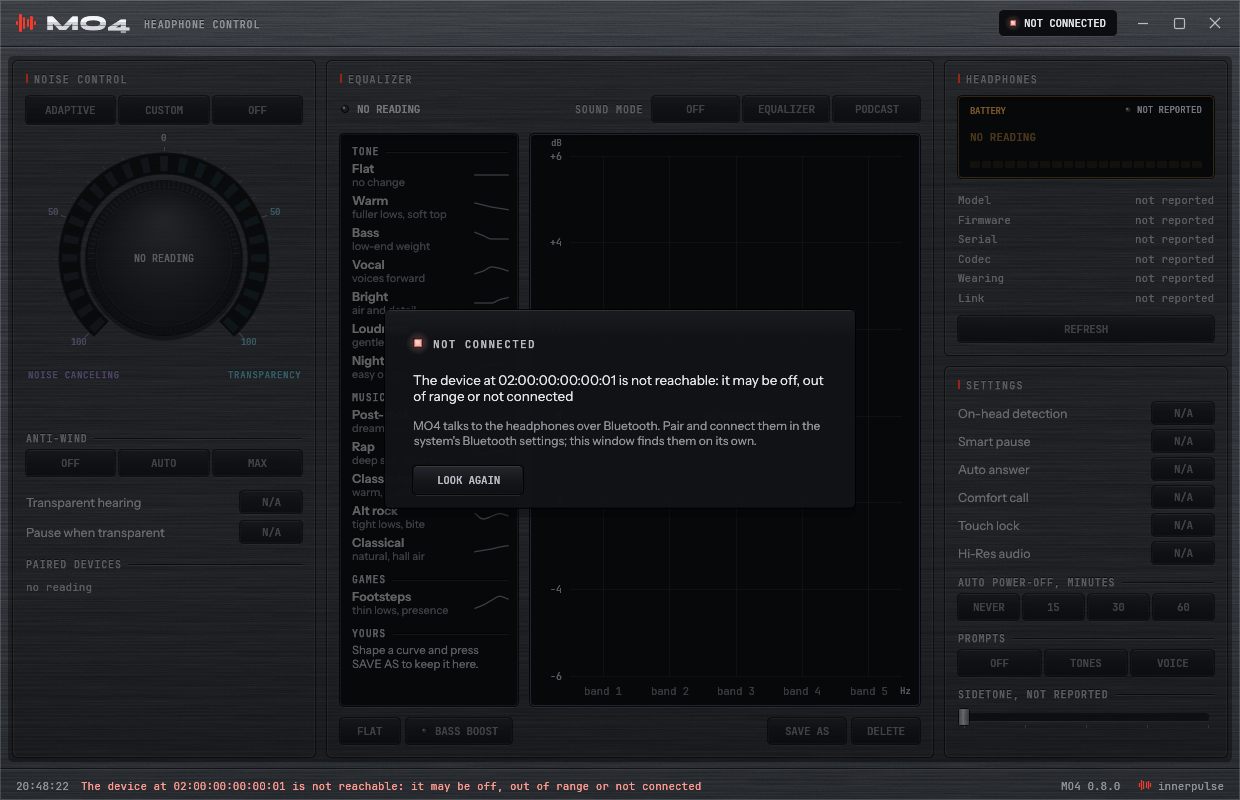 MO4 HEADPHONE CONTROL
NOT CONNECTED
NOISE CONTROL
ADAPTIVE CUSTOM OFF
0
50 50
NO READING
100 100
NOISE CANCELING TRANSPARENCY
ANTI-WIND
OFF AUTO MAX
Transparent hearing N/A
Pause when transparent N/A
PAIRED DEVICES
no reading
EQUALIZER
NO READING
SOUND MODE OFF EQUALIZER PODCAST
TONE
Flat
no change
Warm
fuller lows, soft top
Bass
low-end weight
Vocal
voices forward
Bright
air and detail
Night
easy o
MUSIC
Post-
dream
Rap
deep s
Class
warm,
Alt rock
tight lows, bite
Classical
natural, hall air
GAMES
Footsteps
thin lows, presence
YOURS
Shape a curve and press
SAVE AS to keep it here.
dB
+6
+4
-4
-6
band 1 band 2 band 3 band 4 band 5 Hz
FLAT BASS BOOST SAVE AS DELETE
NOT CONNECTED
The device at 02:00:00:00:00:01 is not reachable: it may be off, out
of range or not connected
MO4 talks to the headphones over Bluetooth. Pair and connect them in the
system's Bluetooth settings; this window finds them on its own.
LOOK AGAIN
HEADPHONES
BATTERY NOT REPORTED
NO READING
Model not reported
Firmware not reported
Serial not reported
Codec not reported
Wearing not reported
Link not reported
REFRESH
SETTINGS
On-head detection N/A
Smart pause N/A
Auto answer N/A
Comfort call N/A
Touch lock N/A
Hi-Res audio N/A
AUTO POWER-OFF, MINUTES
NEVER 15 30 60
PROMPTS
OFF TONES VOICE
SIDETONE, NOT REPORTED
20:48:22 The device at 02:00:00:00:00:01 is not reachable: it may be off, out of range or not connected
MO4 0.8.0 innerpulse